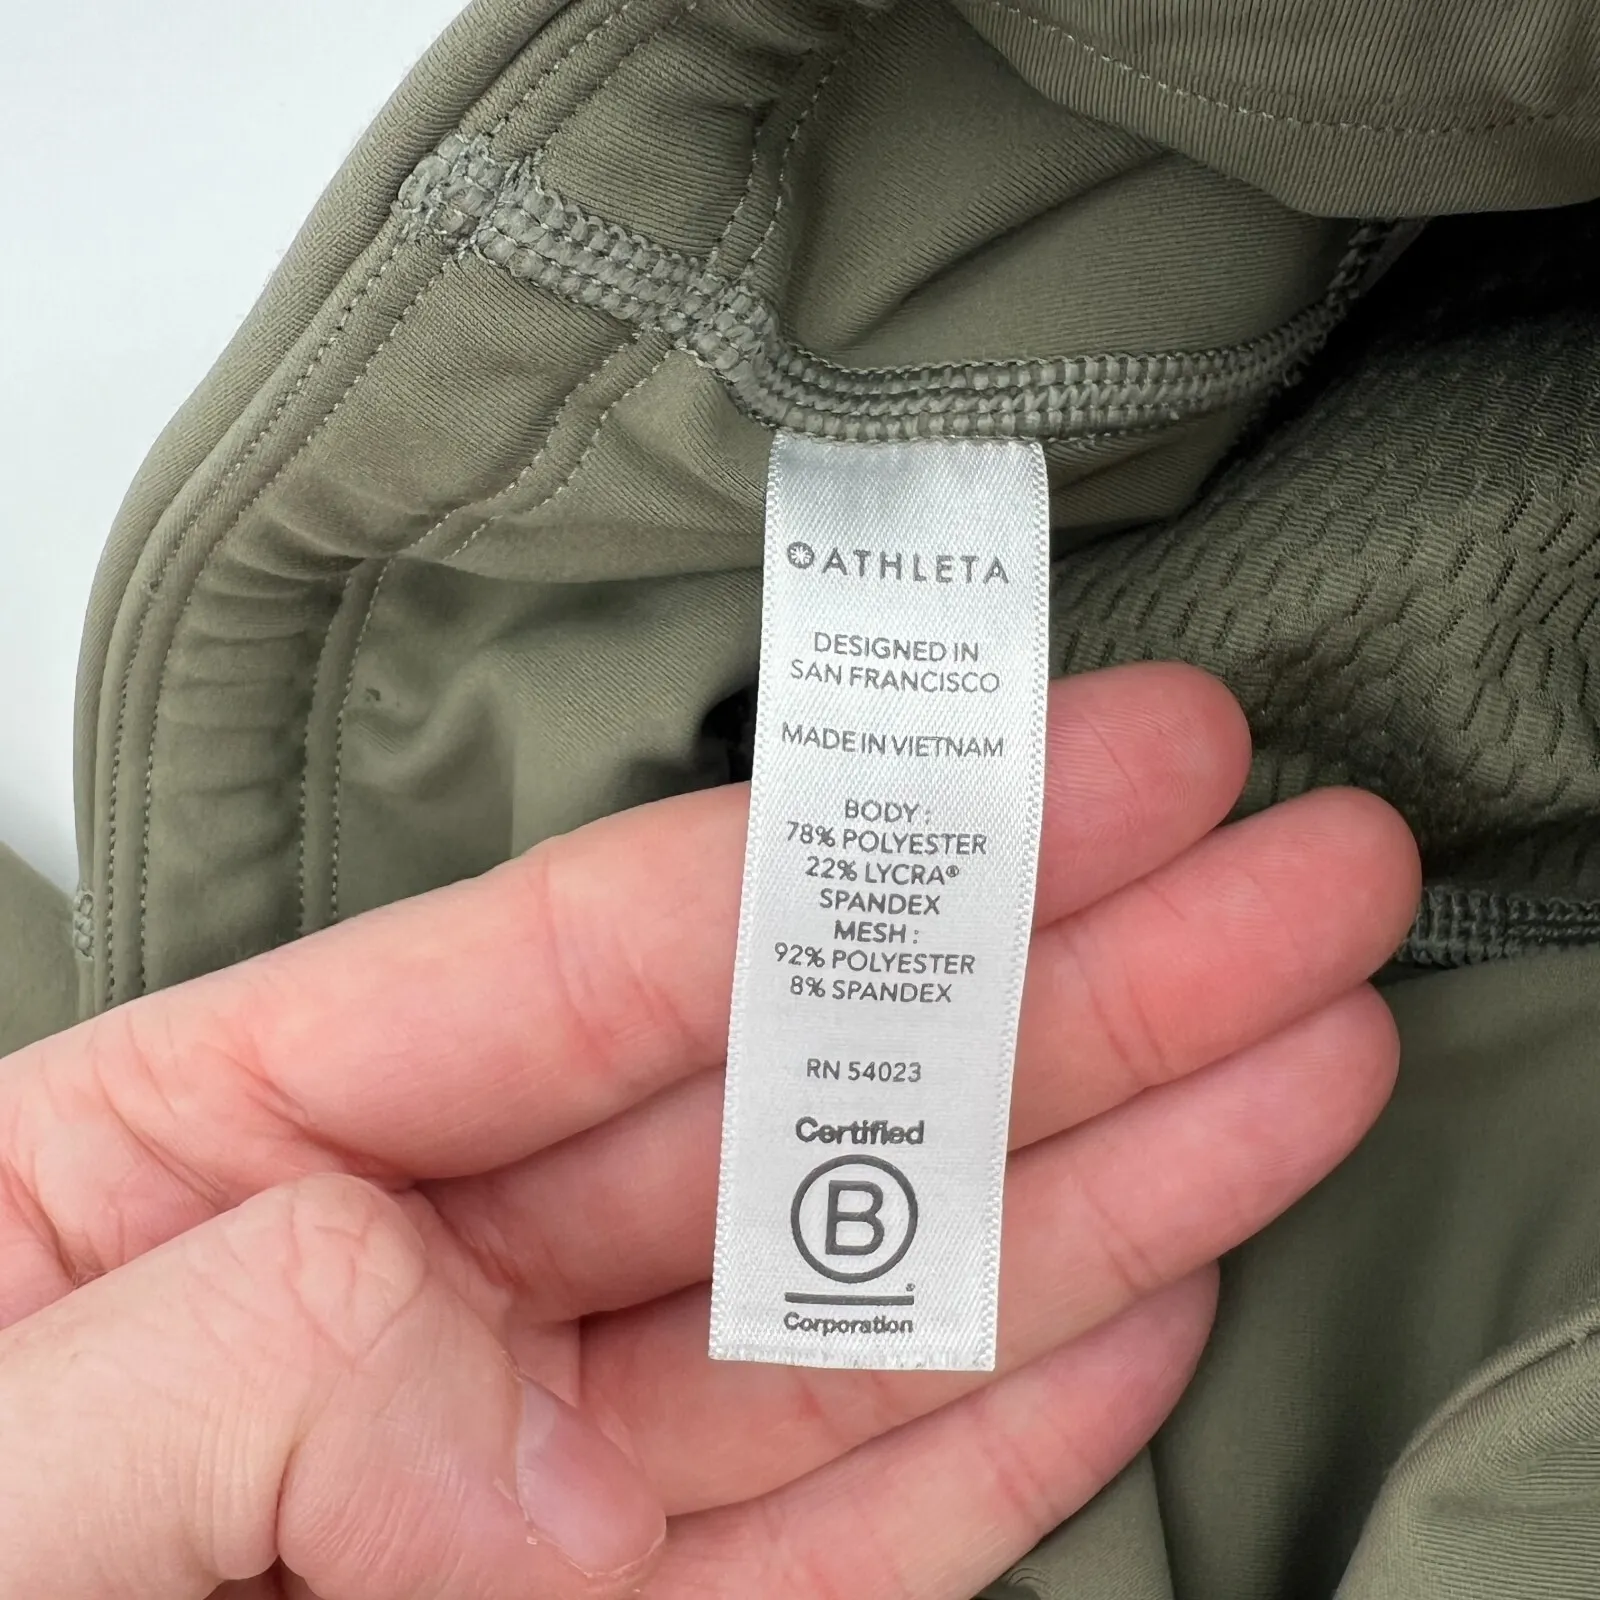 ATHLETA
DESIGNED IN
SAN FRANCISCO
MADE IN VIETNAM
BODY:
78% POLYESTER
22% LYCRA®
SPANDEX
MESH:
92% POLYESTER
8% SPANDEX
RN 54023
Certified
B
®
Corporation